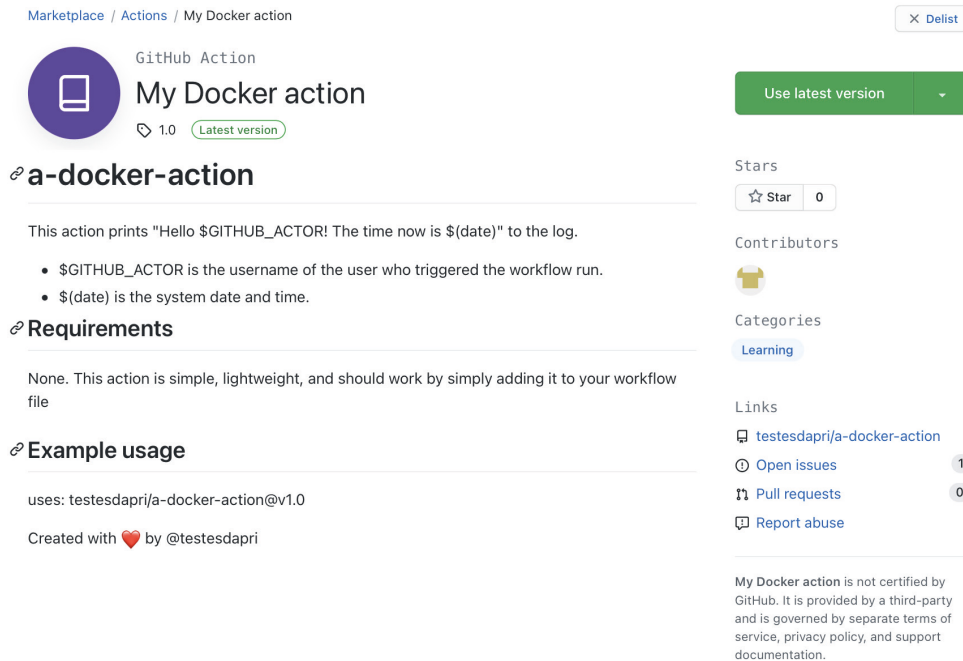 Marketplace / Actions / My Docker action
Delist
GitHub Action
My Docker action
1.0 Latest version
Use latest version
a-docker-action
This action prints "Hello $GITHUB_ACTOR! The time now is $(date)" to the log.
$GITHUB_ACTOR is the username of the user who triggered the workflow run.
$(date) is the system date and time.
Requirements
None. This action is simple, lightweight, and should work by simply adding it to your workflow
file
Example usage
uses: testesdapri/a-docker-action@v1.0
Created with ❤️ by @testesdapri
Stars
Star 0
Contributors
Categories
Learning
Links
testesdapri/a-docker-action
Open issues 1
Pull requests 0
Report abuse
My Docker action is not certified by
GitHub. It is provided by a third-party
and is governed by separate terms of
service, privacy policy, and support
documentation.